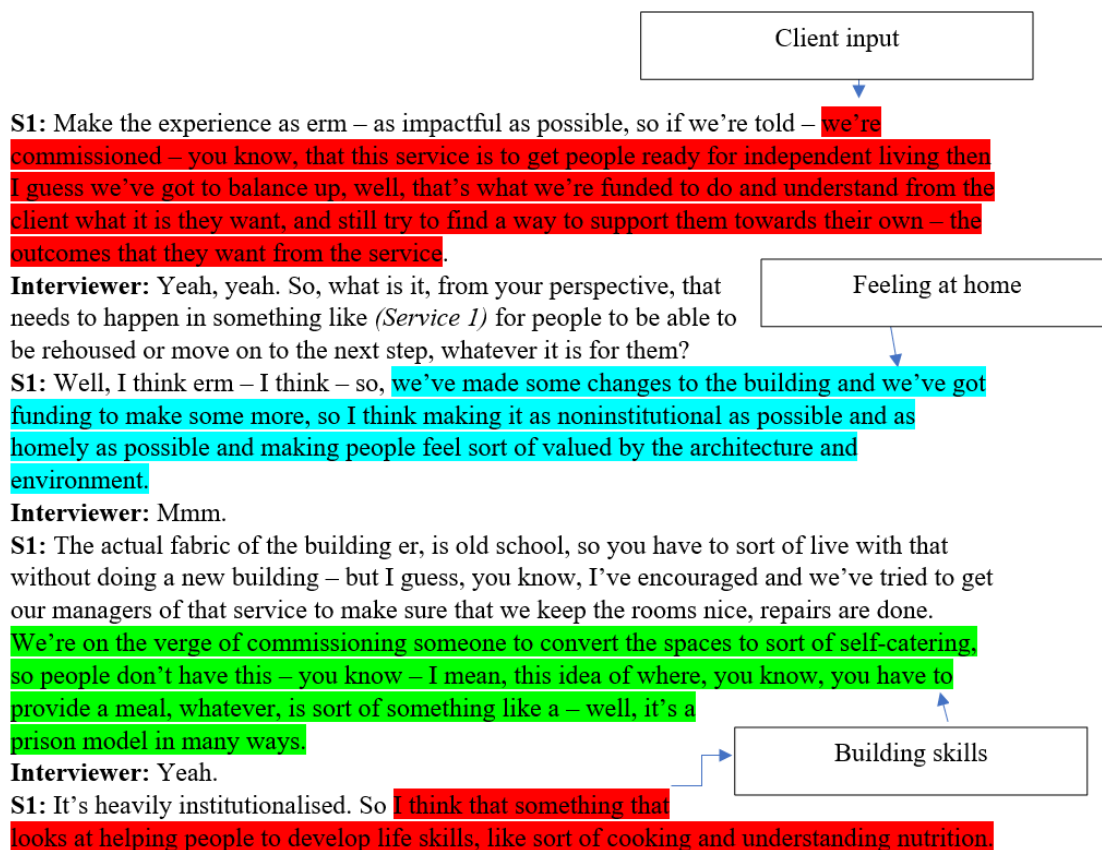 Client input
S1: Make the experience as erm – as impactful as possible, so if we’re told – we’re
commissioned – you know, that this service is to get people ready for independent living then
I guess we’ve got to balance up, well, that’s what we’re funded to do and understand from the
client what it is they want, and still try to find a way to support them towards their own – the
outcomes that they want from the service.
Interviewer: Yeah, yeah. So, what is it, from your perspective, that
needs to happen in something like (Service 1) for people to be able to
be rehoused or move on to the next step, whatever it is for them?
Feeling at home
S1: Well, I think erm – I think – so, we’ve made some changes to the building and we’ve got
funding to make some more, so I think making it as noninstitutional as possible and as
homely as possible and making people feel sort of valued by the architecture and
environment.
Interviewer: Mmm.
S1: The actual fabric of the building er, is old school, so you have to sort of live with that
without doing a new building – but I guess, you know, I’ve encouraged and we’ve tried to get
our managers of that service to make sure that we keep the rooms nice, repairs are done.
We’re on the verge of commissioning someone to convert the spaces to sort of self-catering,
so people don’t have this – you know – I mean, this idea of where, you know, you have to
provide a meal, whatever, is sort of something like a – well, it’s a
prison model in many ways.
Building skills
Interviewer: Yeah.
S1: It’s heavily institutionalised. So I think that something that
looks at helping people to develop life skills, like sort of cooking and understanding nutrition.